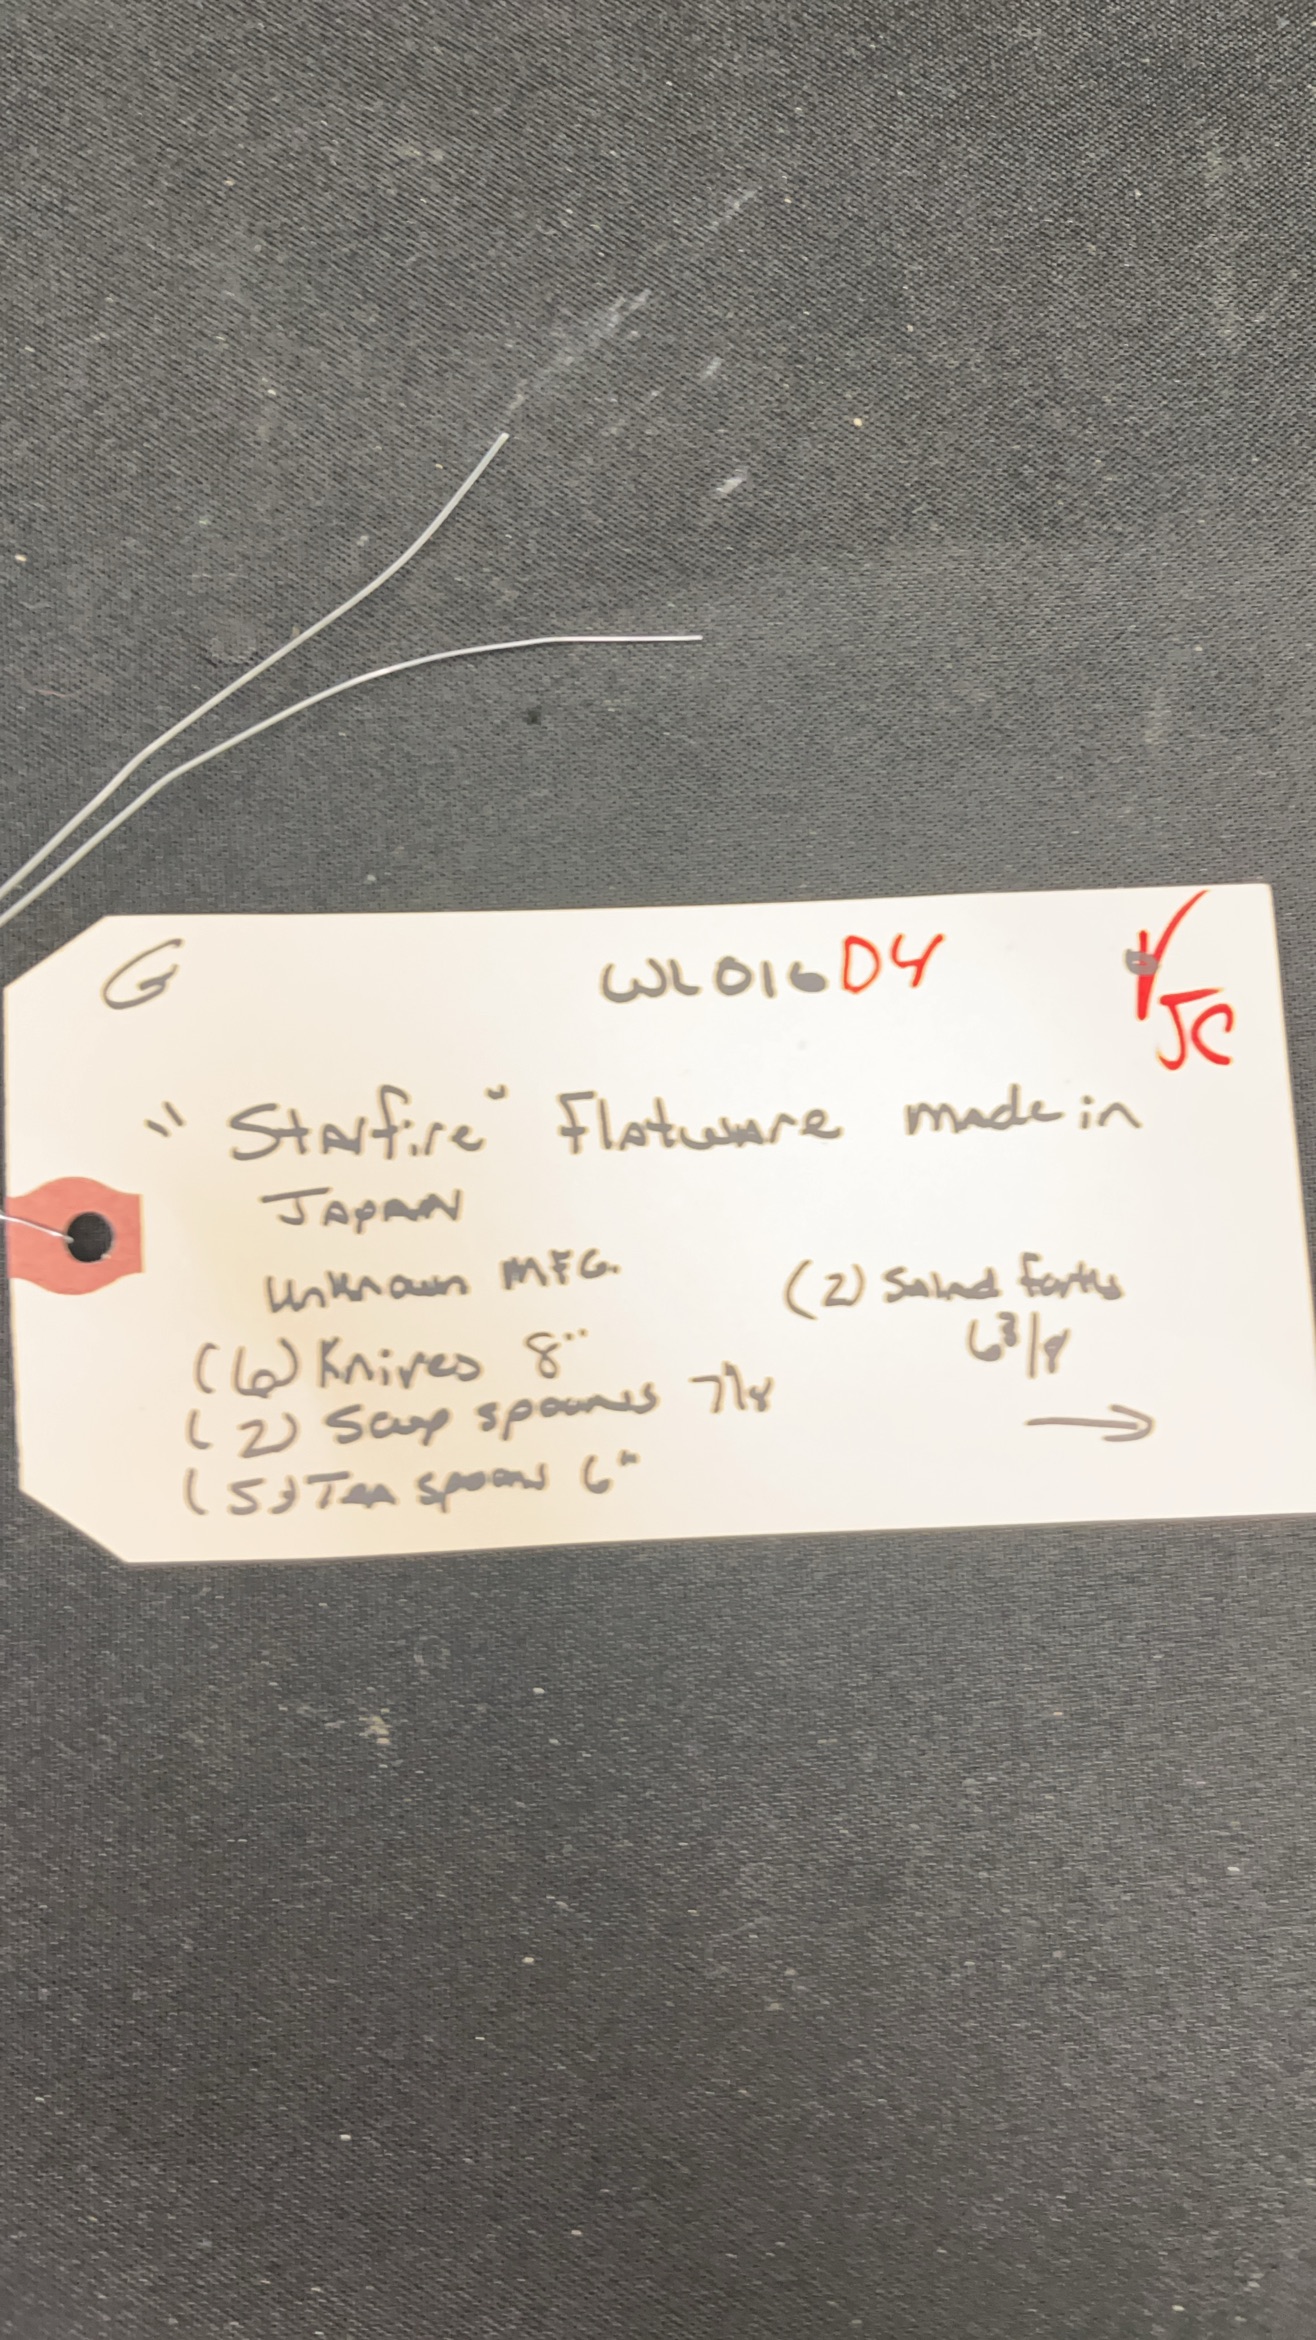 G WL016D4
JC
"Starfire" Flatware made in
Japan
Unknown MFG.
(2) Salad forks
6 3/8
(6) Knives 8"
(2) Soup spoons 7 1/8
(5) Tea spoons 6"
→